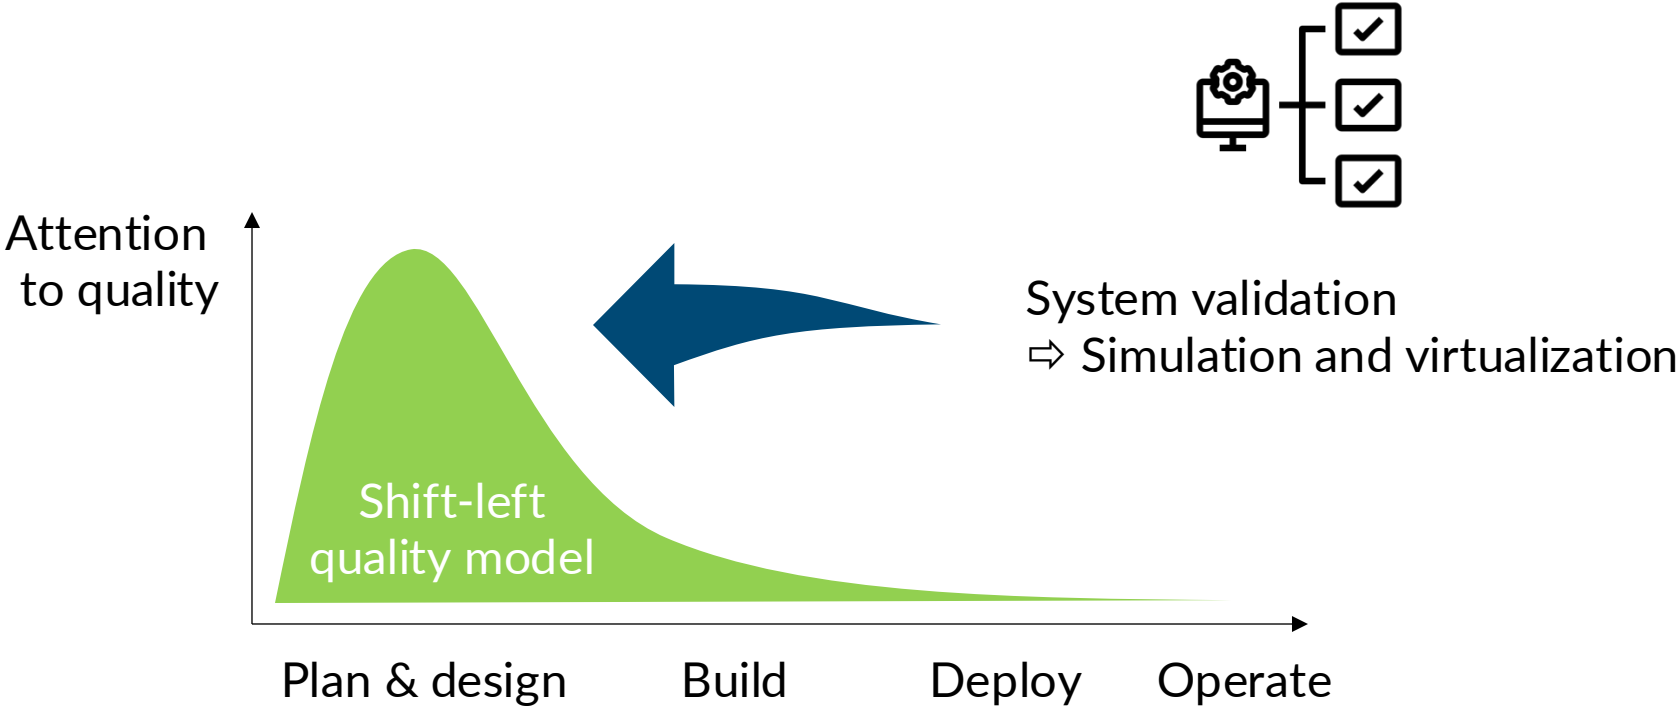 Attention
to quality
System validation
⇨ Simulation and virtualization
Shift-left
quality model
Plan & design
Build
Deploy
Operate